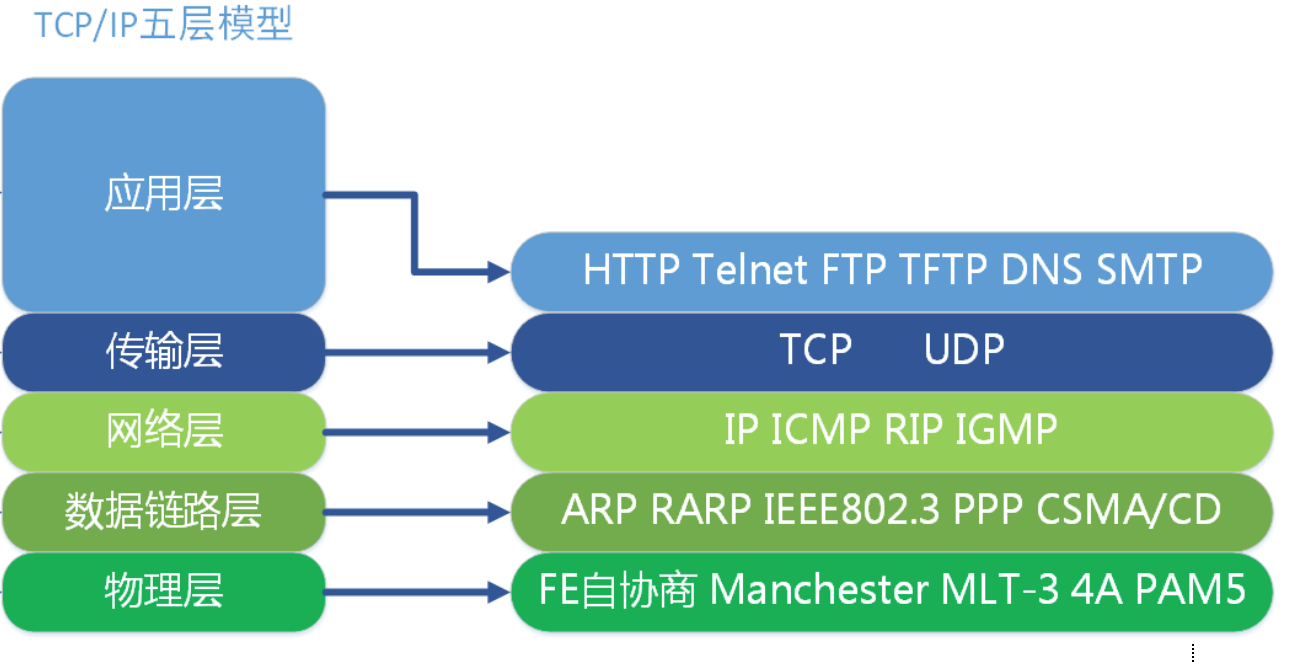 TCP/IP五层模型
应用层
HTTP Telnet FTP TFTP DNS SMTP
传输层
TCP UDP
网络层
IP ICMP RIP IGMP
数据链路层
ARP RARP IEEE802.3 PPP CSMA/CD
物理层
FE自协商 Manchester MLT-3 4A PAM5